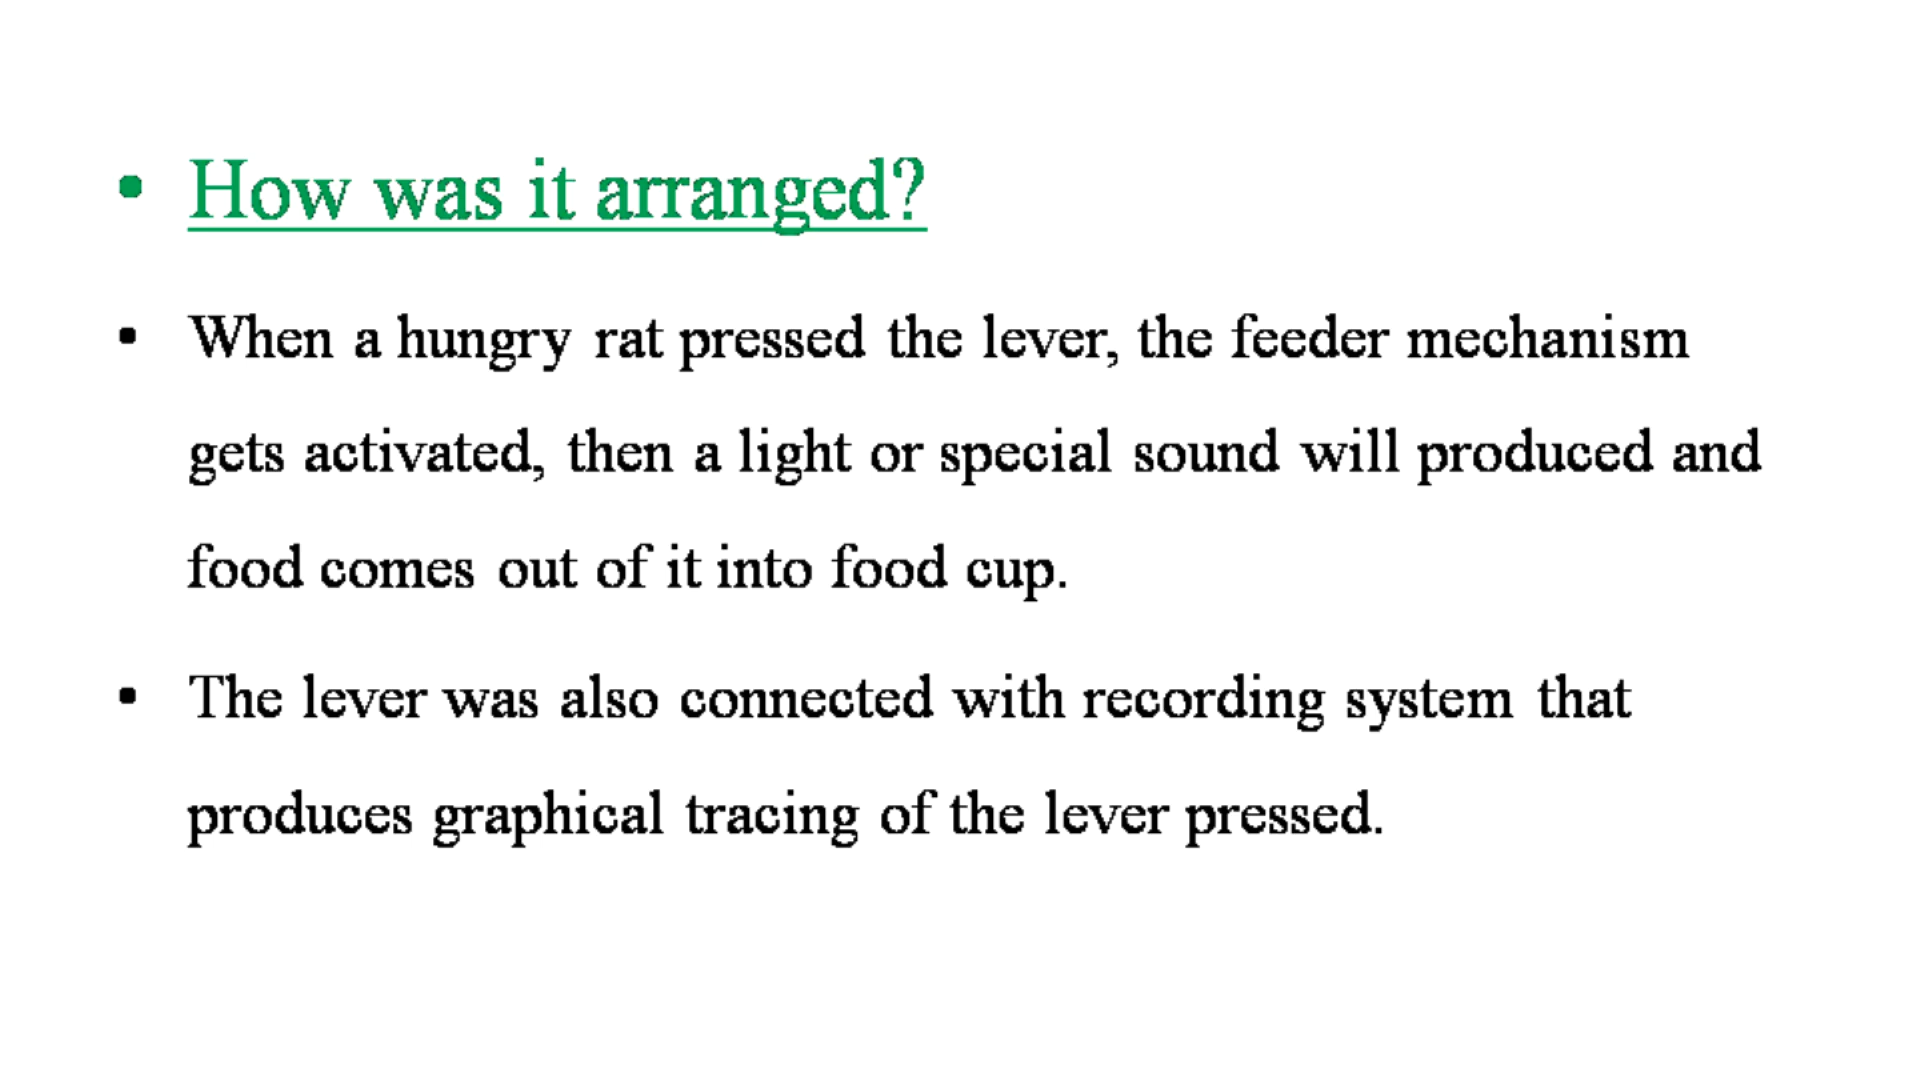 • How was it arranged?
• When a hungry rat pressed the lever, the feeder mechanism
gets activated, then a light or special sound will produced and
food comes out of it into food cup.
• The lever was also connected with recording system that
produces graphical tracing of the lever pressed.